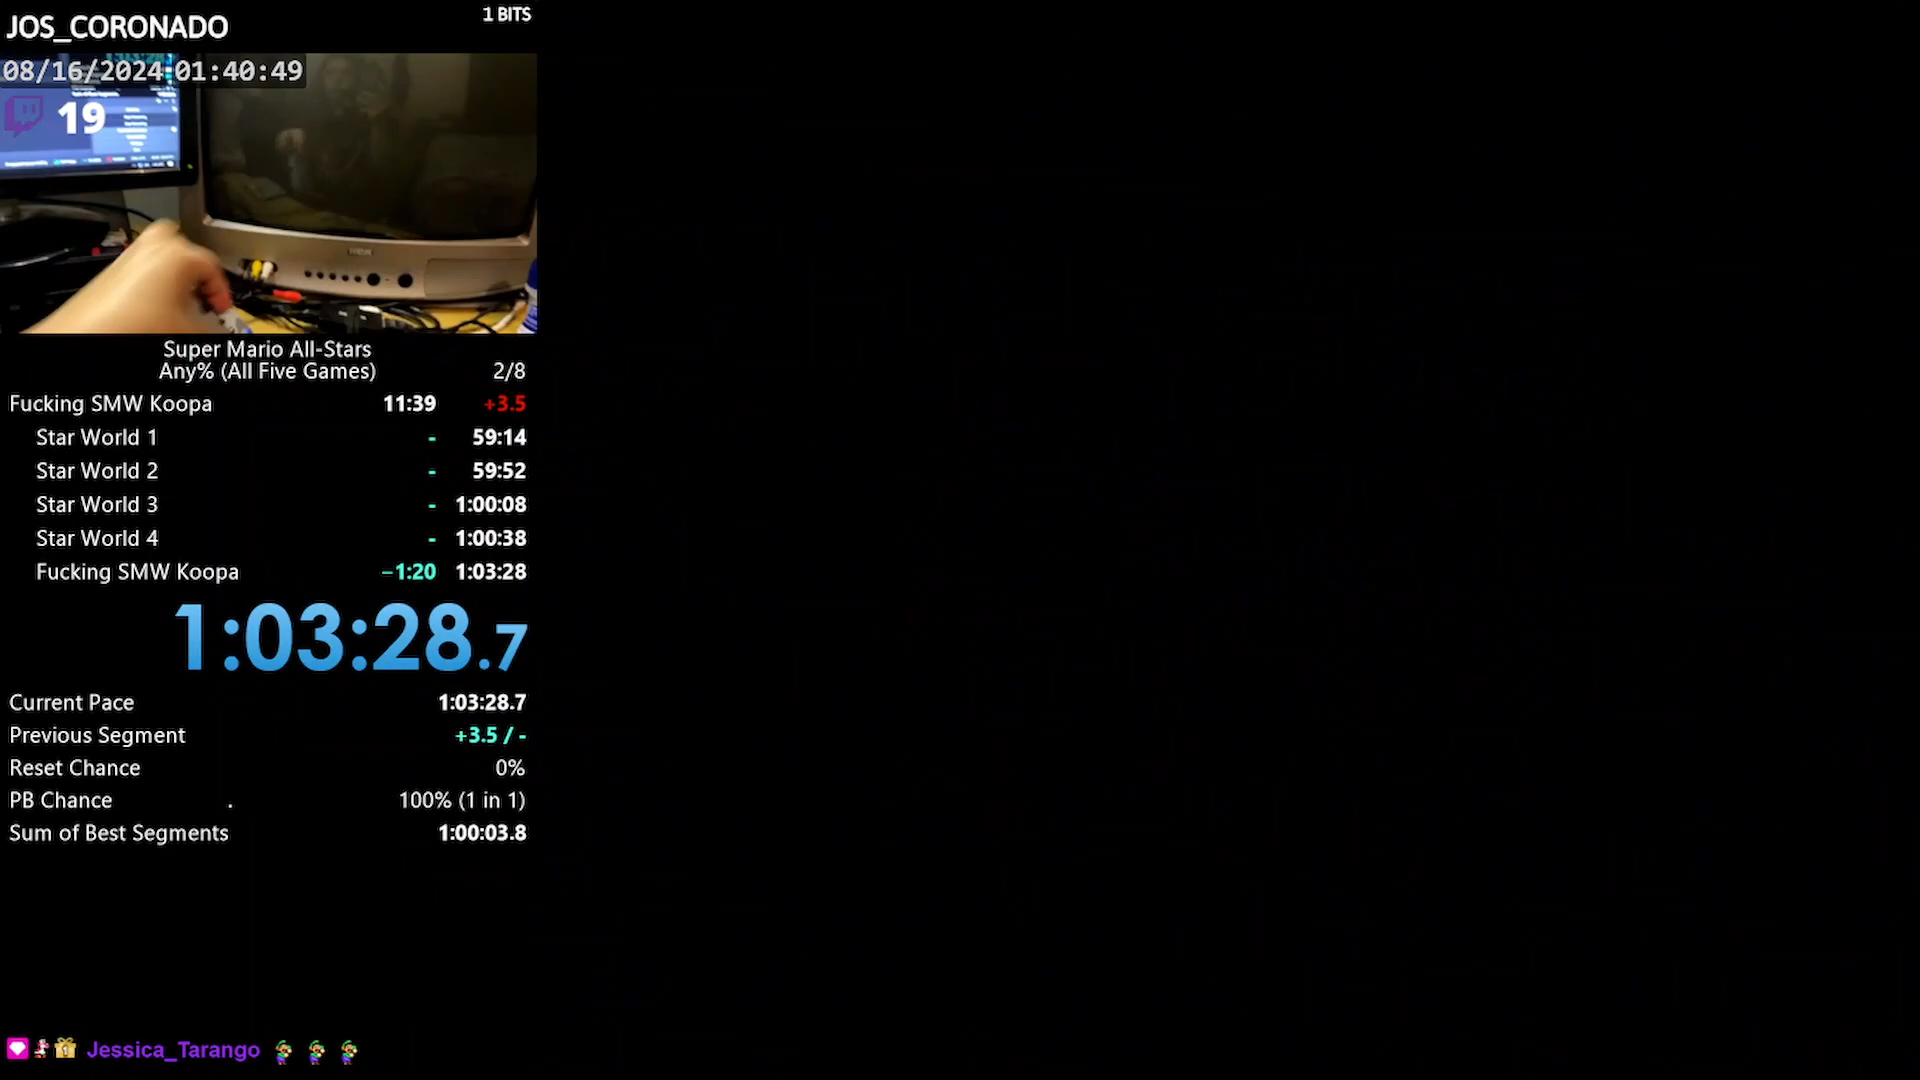 JOS_CORONADO
1 BITS
08/16/2024:01:40:49
19
Super Mario All-Stars
Any% (All Five Games)
2/8
Fucking SMW Koopa 11:39 +3.5
Star World 1 - 59:14
Star World 2 - 59:52
Star World 3 - 1:00:08
Star World 4 - 1:00:38
Fucking SMW Koopa −1:20 1:03:28
1:03:28.7
Current Pace 1:03:28.7
Previous Segment +3.5 / -
Reset Chance 0%
PB Chance . 100% (1 in 1)
Sum of Best Segments 1:00:03.8
Jessica_Tarango